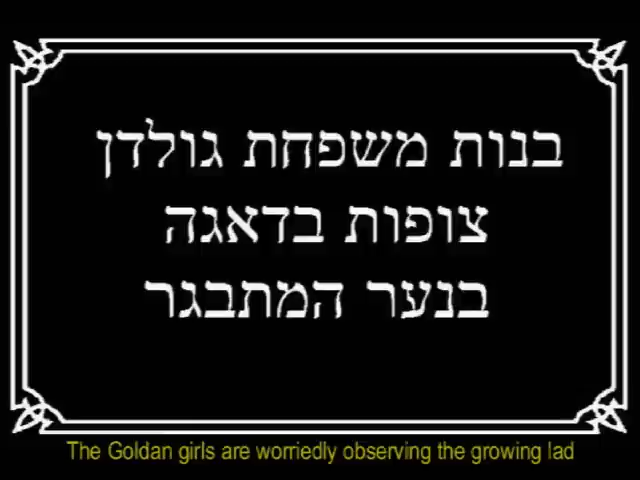 בנות משפחת גולדן
צופות בדאגה
בנער המתבגר
The Goldan girls are worriedly observing the growing lad